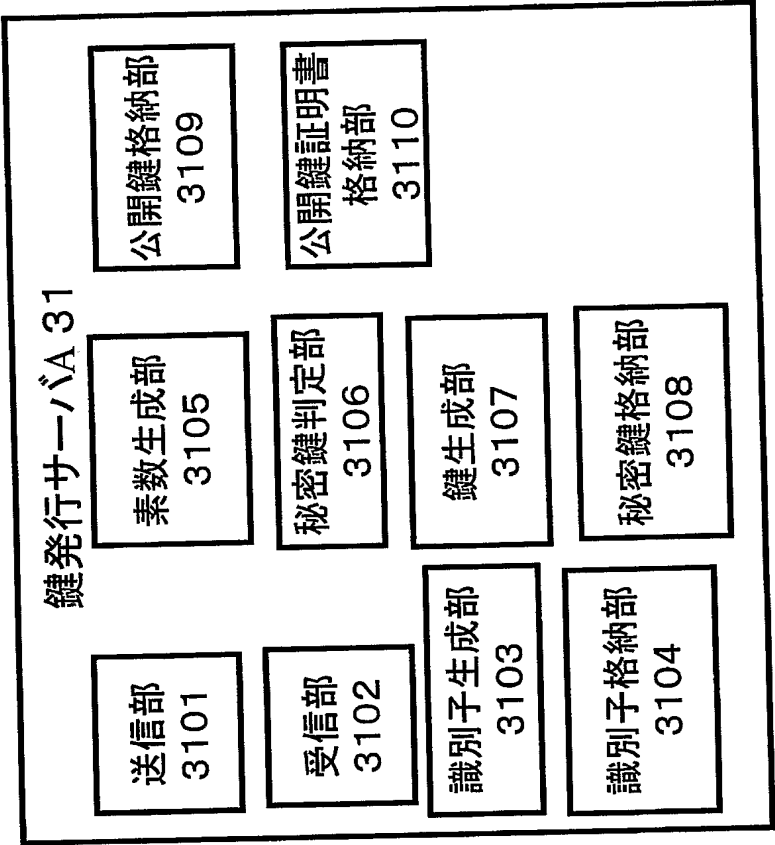 鍵発行サーバA 31
送信部
3101
受信部
3102
識別子生成部
3103
識別子格納部
3104
素数生成部
3105
秘密鍵判定部
3106
鍵生成部
3107
秘密鍵格納部
3108
公開鍵格納部
3109
公開鍵証明書
格納部
3110